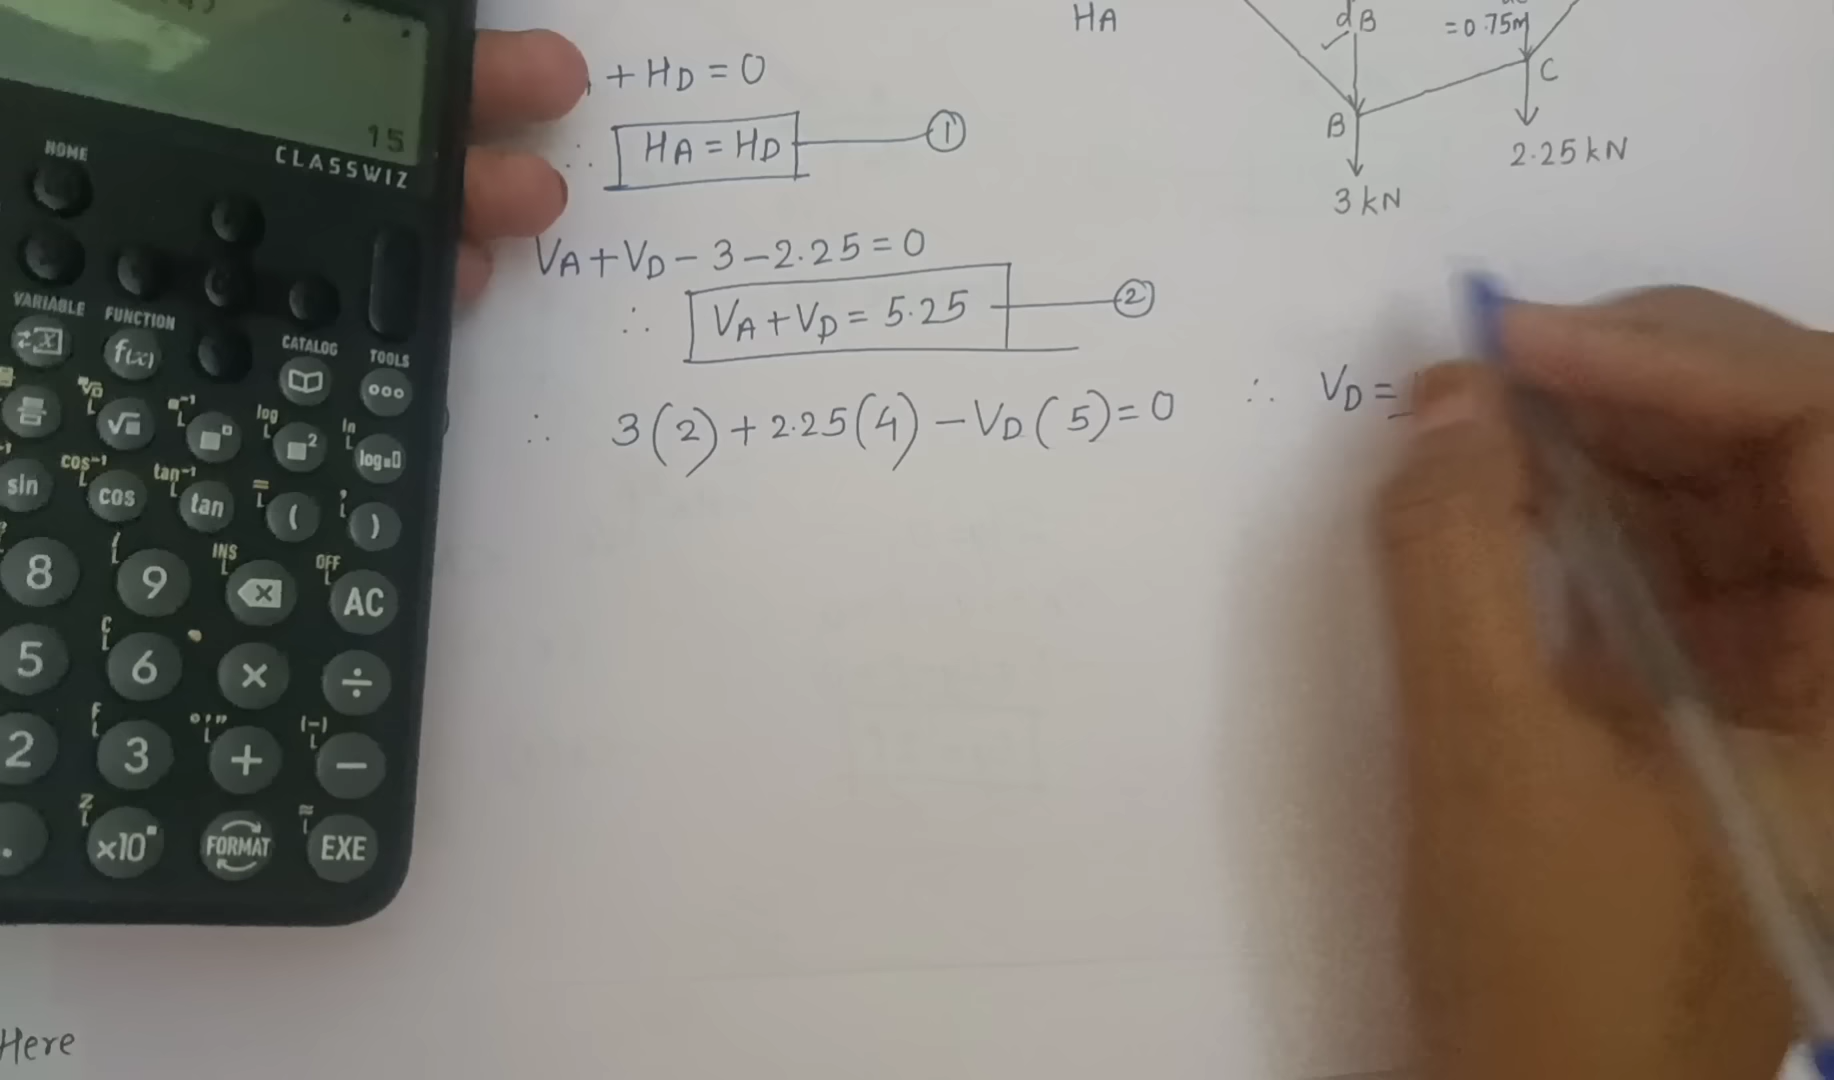 HA
dB
= 0.75m
+ HD = 0
∴ HA = HD ①
B
C
3 kN
2.25 kN
VA + VD - 3 - 2.25 = 0
∴ VA + VD = 5.25 ②
∴ 3(2) + 2.25(4) - VD(5) = 0 ∴ VD =
Here
15
CLASSWIZ
HOME
VARIABLE FUNCTION CATALOG TOOLS
f(x)
log ln
√ log
cos⁻¹ tan⁻¹ = ,
sin cos tan ( )
INS OFF
8 9 AC
C
5 6 × ÷
F (-)
2 3 + −
Z ≈
. ×10 FORMAT EXE